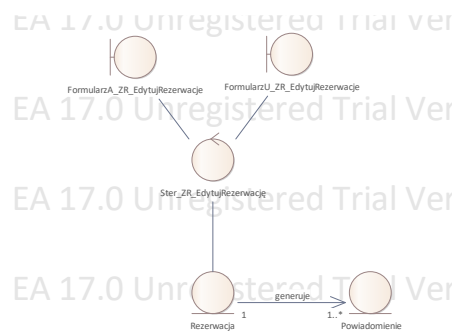 EA 17.0 Unregistered Trial Ver
FormularzA_ZR_EdytujRezerwacje
FormularzU_ZR_EdytujRezerwacje
EA 17.0 Unregistered Trial Ver
Ster_ZR_EdytujRezerwację
EA 17.0 Unregistered Trial Ver
EA 17.0 Unregistered Trial Ver
generuje
1
1..*
Rezerwacja
Powiadomienie